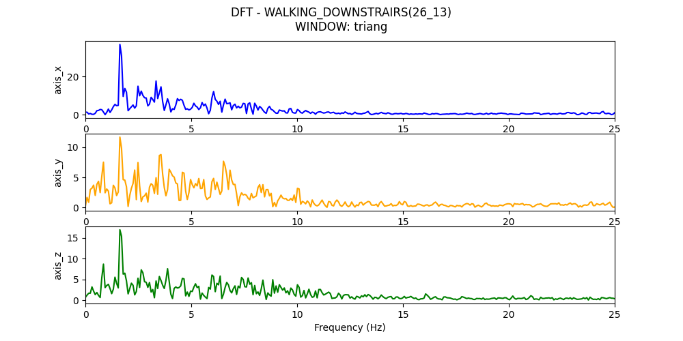 DFT - WALKING_DOWNSTAIRS(26_13)
WINDOW: triang
axis_x
20
0
0 5 10 15 20 25
axis_y
10
5
0
0 5 10 15 20 25
axis_z
15
10
5
0
0 5 10 15 20 25
Frequency (Hz)